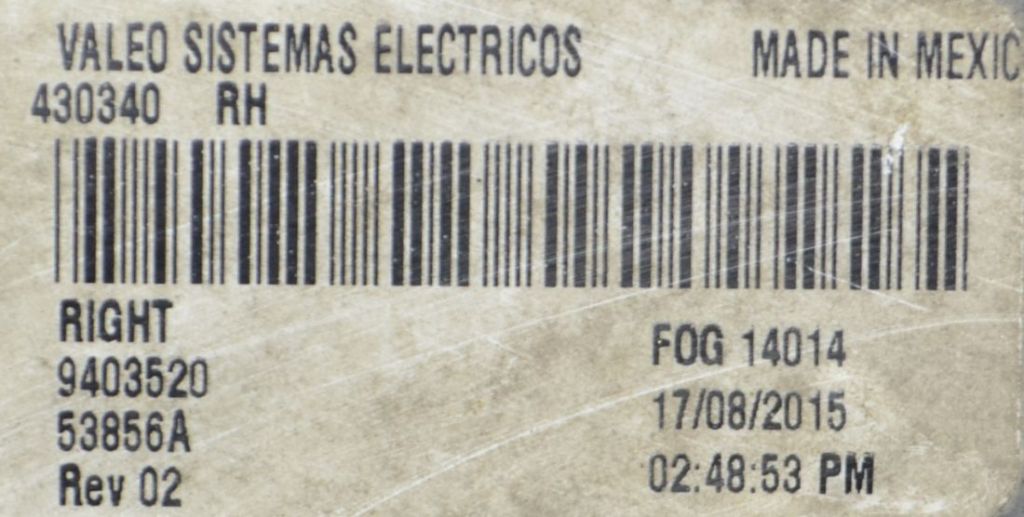 VALEO SISTEMAS ELECTRICOS MADE IN MEXIC
430340 RH
RIGHT
9403520
53856A
Rev 02
FOG 14014
17/08/2015
02:48:53 PM